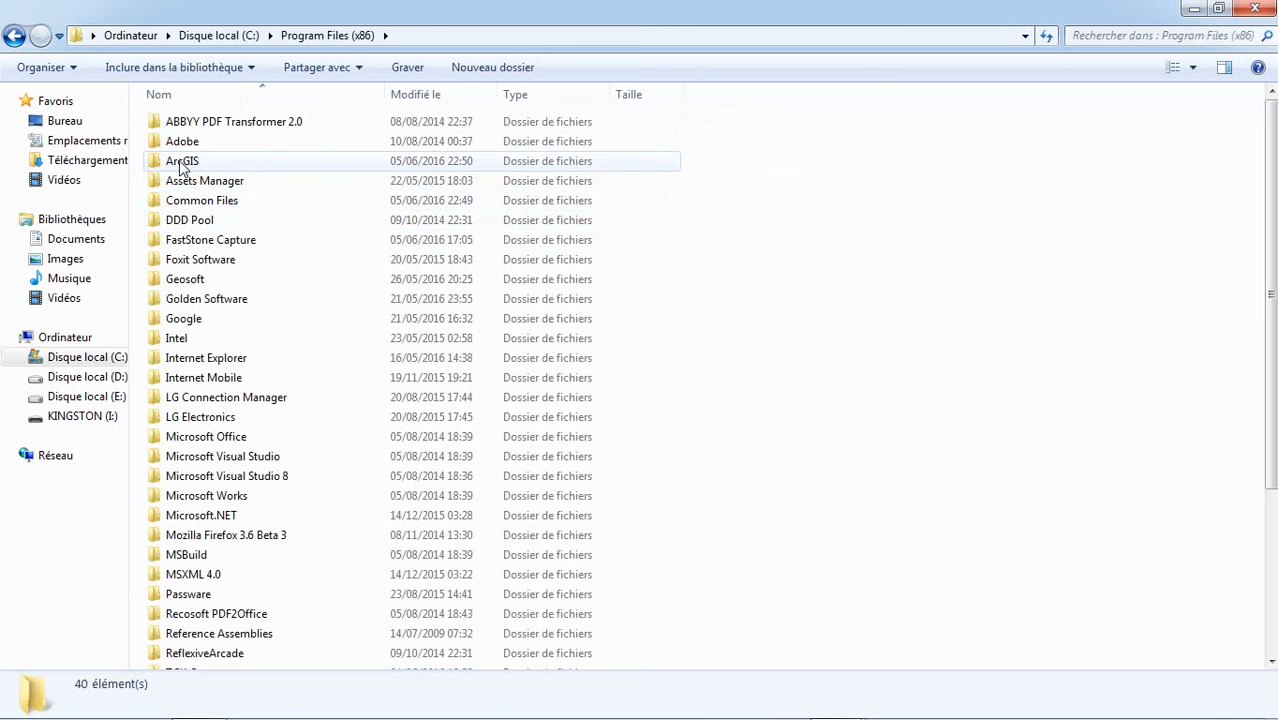 Ordinateur Disque local (C:) Program Files (x86) Rechercher dans : Program Files (x86)
Organiser Inclure dans la bibliothèque Partager avec Graver Nouveau dossier
Nom Modifié le Type Taille
Favoris
Bureau
Emplacements r
Téléchargement
Vidéos
Bibliothèques
Documents
Images
Musique
Vidéos
Ordinateur
Disque local (C:)
Disque local (D:)
Disque local (E:)
KINGSTON (I:)
Réseau
ABBYY PDF Transformer 2.0 08/08/2014 22:37 Dossier de fichiers
Adobe 10/08/2014 00:37 Dossier de fichiers
ArcGIS 05/06/2016 22:50 Dossier de fichiers
Assets Manager 22/05/2015 18:03 Dossier de fichiers
Common Files 05/06/2016 22:49 Dossier de fichiers
DDD Pool 09/10/2014 22:31 Dossier de fichiers
FastStone Capture 05/06/2016 17:05 Dossier de fichiers
Foxit Software 20/05/2015 18:43 Dossier de fichiers
Geosoft 26/05/2016 20:25 Dossier de fichiers
Golden Software 21/05/2016 23:55 Dossier de fichiers
Google 21/05/2016 16:32 Dossier de fichiers
Intel 23/05/2015 02:58 Dossier de fichiers
Internet Explorer 16/05/2016 14:38 Dossier de fichiers
Internet Mobile 19/11/2015 19:21 Dossier de fichiers
LG Connection Manager 20/08/2015 17:44 Dossier de fichiers
LG Electronics 20/08/2015 17:45 Dossier de fichiers
Microsoft Office 05/08/2014 18:39 Dossier de fichiers
Microsoft Visual Studio 05/08/2014 18:39 Dossier de fichiers
Microsoft Visual Studio 8 05/08/2014 18:36 Dossier de fichiers
Microsoft Works 05/08/2014 18:39 Dossier de fichiers
Microsoft.NET 14/12/2015 03:28 Dossier de fichiers
Mozilla Firefox 3.6 Beta 3 08/11/2014 13:30 Dossier de fichiers
MSBuild 05/08/2014 18:39 Dossier de fichiers
MSXML 4.0 14/12/2015 03:22 Dossier de fichiers
Passware 23/08/2015 14:41 Dossier de fichiers
Recosoft PDF2Office 05/08/2014 18:43 Dossier de fichiers
Reference Assemblies 14/07/2009 07:32 Dossier de fichiers
ReflexiveArcade 09/10/2014 22:31 Dossier de fichiers
40 élément(s)